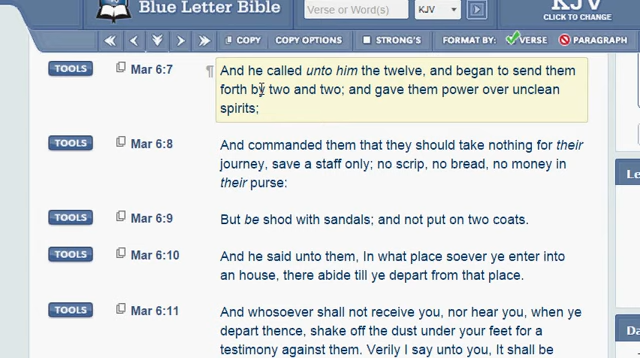 Blue Letter Bible
Verse or Word(s)
KJV
KJV
CLICK TO CHANGE
COPY
COPY OPTIONS
STRONG'S
FORMAT BY:
VERSE
PARAGRAPH
TOOLS
Mar 6:7
¶
And he called unto him the twelve, and began to send them
forth by two and two; and gave them power over unclean
spirits;
TOOLS
Mar 6:8
And commanded them that they should take nothing for their
journey, save a staff only; no scrip, no bread, no money in
their purse:
TOOLS
Mar 6:9
But be shod with sandals; and not put on two coats.
TOOLS
Mar 6:10
And he said unto them, In what place soever ye enter into
an house, there abide till ye depart from that place.
TOOLS
Mar 6:11
And whosoever shall not receive you, nor hear you, when ye
depart thence, shake off the dust under your feet for a
testimony against them. Verily I say unto you, It shall be
Le
Da